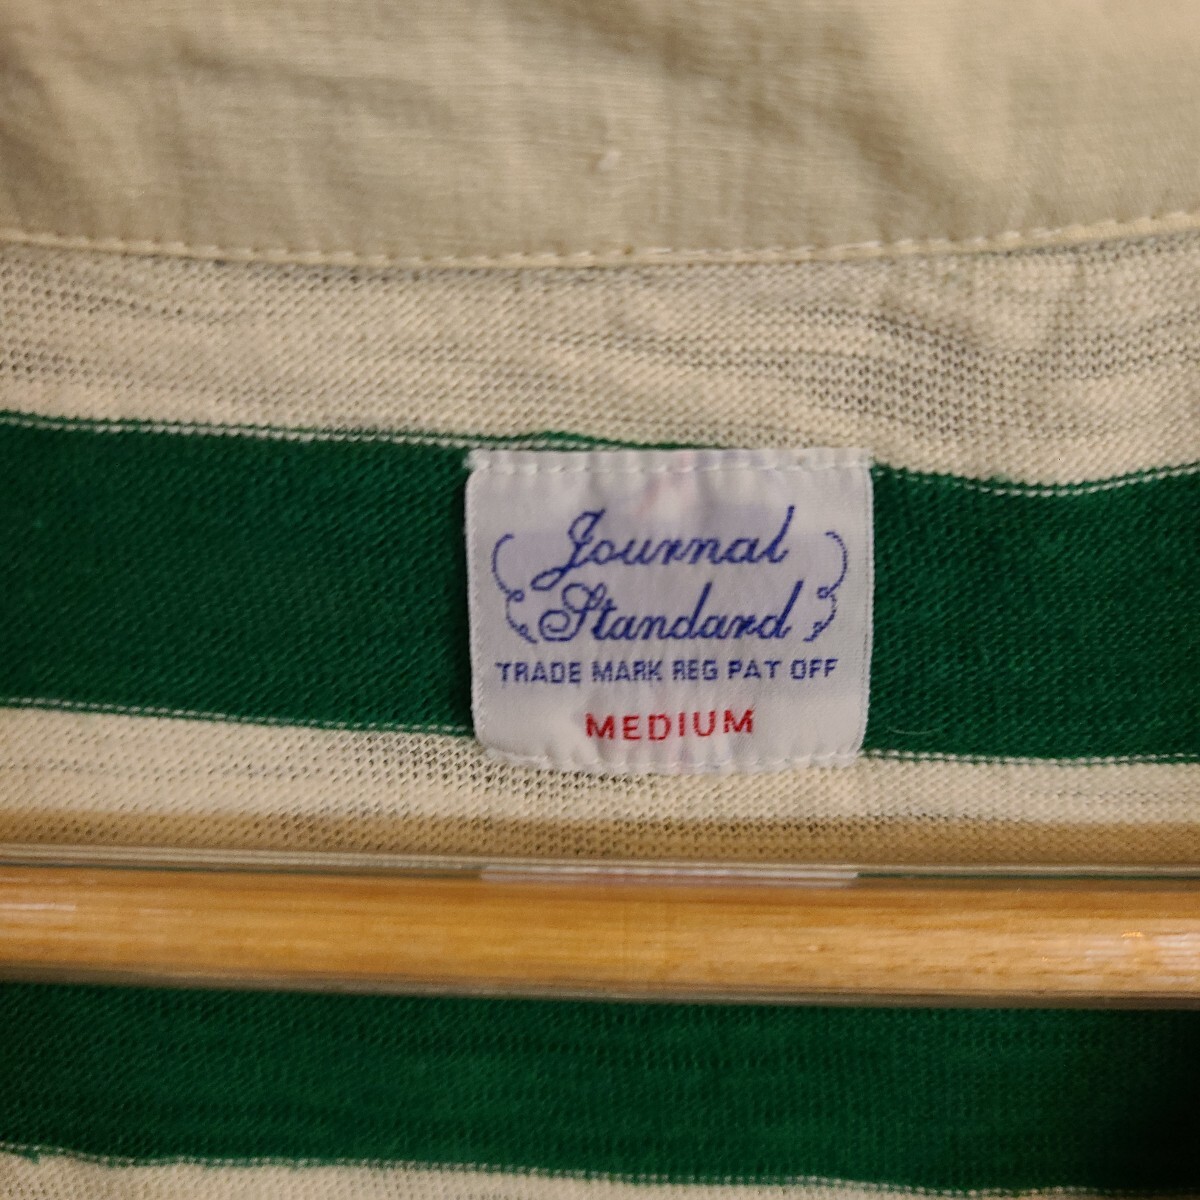 Journal
Standard
TRADE MARK REG PAT OFF
MEDIUM